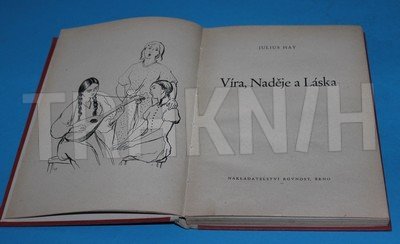 JULIUS HAY
Víra, Naděje a Láska
NAKLADATELSTVÍ ROVNOST, BRNO